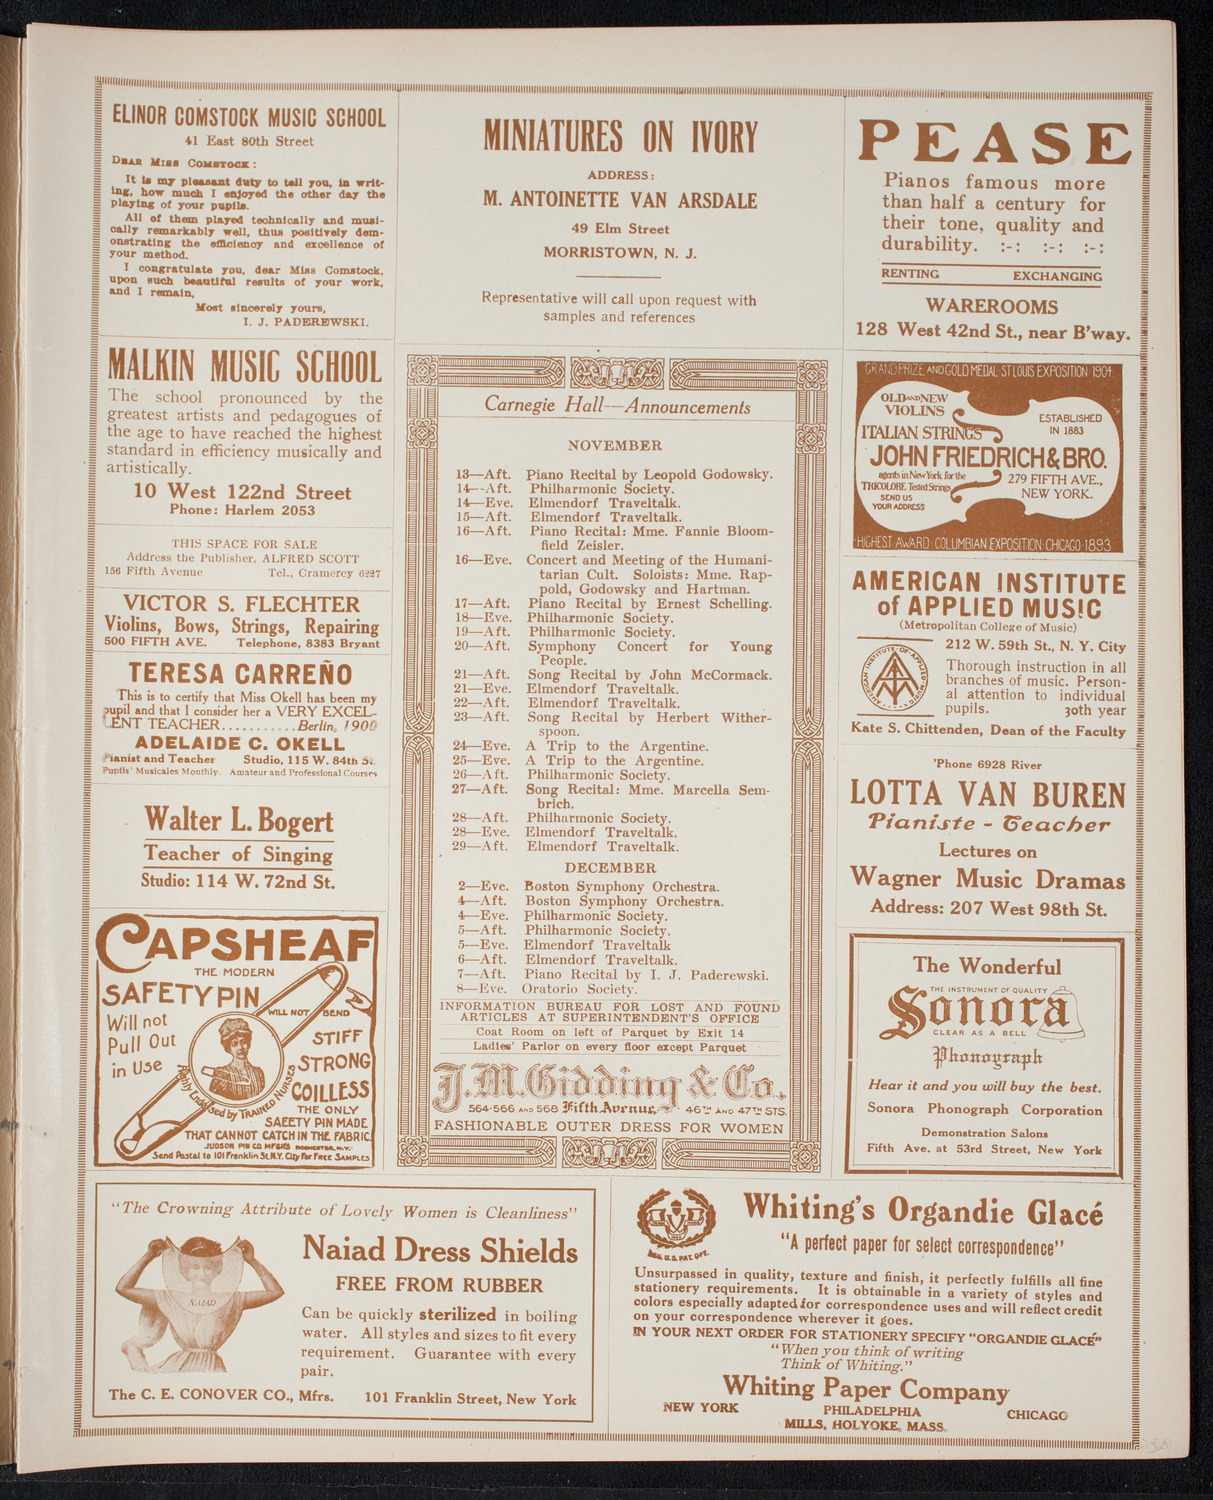 ELINOR COMSTOCK MUSIC SCHOOL
41 East 80th Street
DEAR MISS COMSTOCK:
It is my pleasant duty to tell you, in writ-
ing, how much I enjoyed the other day the
playing of your pupils.
All of them played technically and musi-
cally remarkably well, thus positively dem-
onstrating the efficiency and excellence of
your method.
I congratulate you, dear Miss Comstock,
upon such beautiful results of your work,
and I remain,
Most sincerely yours,
I. J. PADEREWSKI.
MALKIN MUSIC SCHOOL
The school pronounced by the
greatest artists and pedagogues of
the age to have reached the highest
standard in efficiency musically and
artistically.
10 West 122nd Street
Phone: Harlem 2053
THIS SPACE FOR SALE
Address the Publisher, ALFRED SCOTT
156 Fifth Avenue Tel., Gramercy 6227
VICTOR S. FLECHTER
Violins, Bows, Strings, Repairing
500 FIFTH AVE. Telephone, 8383 Bryant
TERESA CARREÑO
This is to certify that Miss Okell has been my
pupil and that I consider her a VERY EXCEL-
LENT TEACHER...........Berlin, 1900
ADELAIDE C. OKELL
Pianist and Teacher Studio, 115 W. 84th St.
Pupils' Musicales Monthly. Amateur and Professional Courses
Walter L. Bogert
Teacher of Singing
Studio: 114 W. 72nd St.
CAPSHEAF
THE MODERN
SAFETY PIN
WILL NOT BEND
Will not
Pull Out
in Use
STIFF
STRONG
COILLESS
Highly Endorsed by TRAINED NURSES
THE ONLY
SAFETY PIN MADE
THAT CANNOT CATCH IN THE FABRIC.
JUDSON PIN CO. MFGRS ROCHESTER, N.Y.
Send Postal to 101 Franklin St. N.Y. City for FREE SAMPLES
MINIATURES ON IVORY
ADDRESS:
M. ANTOINETTE VAN ARSDALE
49 Elm Street
MORRISTOWN, N. J.
Representative will call upon request with
samples and references
Carnegie Hall—Announcements
NOVEMBER
13—Aft. Piano Recital by Leopold Godowsky.
14—Aft. Philharmonic Society.
14—Eve. Elmendorf Traveltalk.
15—Aft. Elmendorf Traveltalk.
16—Aft. Piano Recital: Mme. Fannie Bloom-
field Zeisler.
16—Eve. Concert and Meeting of the Humani-
tarian Cult. Soloists: Mme. Rap-
pold, Godowsky and Hartman.
17—Aft. Piano Recital by Ernest Schelling.
18—Eve. Philharmonic Society.
19—Aft. Philharmonic Society.
20—Aft. Symphony Concert for Young
People.
21—Aft. Song Recital by John McCormack.
21—Eve. Elmendorf Traveltalk.
22—Aft. Elmendorf Traveltalk.
23—Aft. Song Recital by Herbert Wither-
spoon.
24—Eve. A Trip to the Argentine.
25—Eve. A Trip to the Argentine.
26—Aft. Philharmonic Society.
27—Aft. Song Recital: Mme. Marcella Sem-
brich.
28—Aft. Philharmonic Society.
28—Eve. Elmendorf Traveltalk.
29—Aft. Elmendorf Traveltalk.
DECEMBER
2—Eve. Boston Symphony Orchestra.
4—Aft. Boston Symphony Orchestra.
4—Eve. Philharmonic Society.
5—Aft. Philharmonic Society.
5—Eve. Elmendorf Traveltalk
6—Aft. Elmendorf Traveltalk.
7—Aft. Piano Recital by I. J. Paderewski.
8—Eve. Oratorio Society.
INFORMATION BUREAU FOR LOST AND FOUND
ARTICLES AT SUPERINTENDENT'S OFFICE
Coat Room on left of Parquet by Exit 14
Ladies' Parlor on every floor except Parquet
J. M. Gidding & Co.
564-566 AND 568 Fifth Avenue, 46TH AND 47TH STS.
FASHIONABLE OUTER DRESS FOR WOMEN
PEASE
Pianos famous more
than half a century for
their tone, quality and
durability. :-: :-: :-:
RENTING EXCHANGING
WAREROOMS
128 West 42nd St., near B'way.
GRAND PRIZE AND GOLD MEDAL ST LOUIS EXPOSITION 1904
OLD AND NEW
VIOLINS
ITALIAN STRINGS
ESTABLISHED
IN 1883
JOHN FRIEDRICH & BRO.
agents in New York for the
TRICOLORE Tested Strings
SEND US
YOUR ADDRESS
279 FIFTH AVE.,
NEW YORK.
HIGHEST AWARD COLUMBIAN EXPOSITION CHICAGO 1893
AMERICAN INSTITUTE
of APPLIED MUSIC
(Metropolitan College of Music)
AMERICAN INSTITUTE OF APPLIED MUSIC
212 W. 59th St., N. Y. City
Thorough instruction in all
branches of music. Person-
al attention to individual
pupils. 30th year
Kate S. Chittenden, Dean of the Faculty
'Phone 6928 River
LOTTA VAN BUREN
Pianiste - Teacher
Lectures on
Wagner Music Dramas
Address: 207 West 98th St.
The Wonderful
THE INSTRUMENT OF QUALITY
Sonora
CLEAR AS A BELL
Phonograph
Hear it and you will buy the best.
Sonora Phonograph Corporation
Demonstration Salons
Fifth Ave. at 53rd Street, New York
"The Crowning Attribute of Lovely Women is Cleanliness"
NAIAD
Naiad Dress Shields
FREE FROM RUBBER
Can be quickly sterilized in boiling
water. All styles and sizes to fit every
requirement. Guarantee with every
pair.
The C. E. CONOVER CO., Mfrs. 101 Franklin Street, New York
REG. U.S. PAT. OFF.
Whiting's Organdie Glacé
"A perfect paper for select correspondence"
Unsurpassed in quality, texture and finish, it perfectly fulfills all fine
stationery requirements. It is obtainable in a variety of styles and
colors especially adapted for correspondence uses and will reflect credit
on your correspondence wherever it goes.
IN YOUR NEXT ORDER FOR STATIONERY SPECIFY "ORGANDIE GLACÉ"
"When you think of writing
Think of Whiting."
Whiting Paper Company
NEW YORK PHILADELPHIA CHICAGO
MILLS, HOLYOKE, MASS.